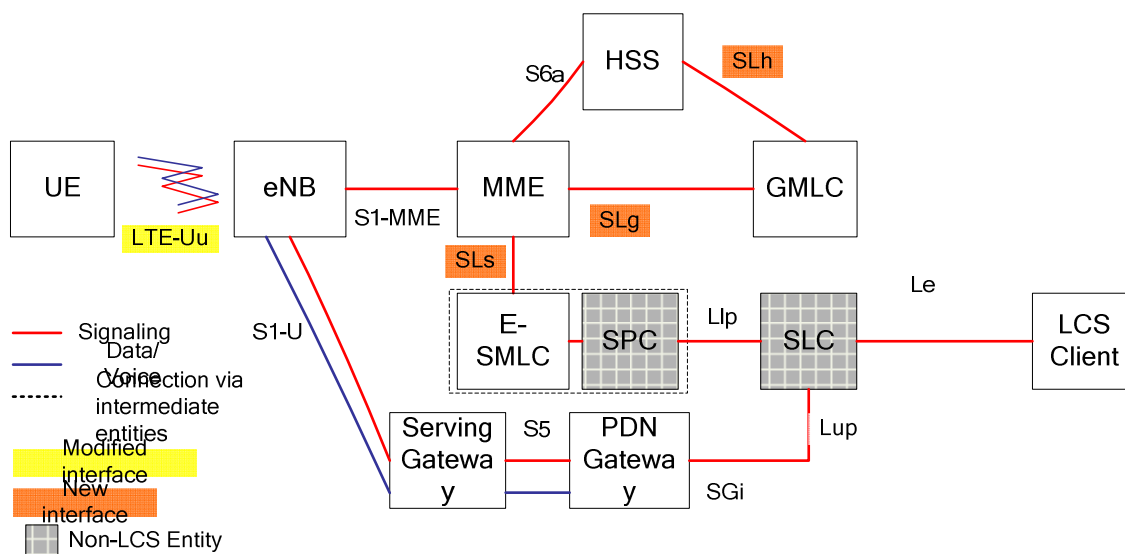 HSS
S6a
SLh
UE
eNB
MME
GMLC
S1-MME
LTE-Uu
SLg
SLs
Le
Llp
E-
SMLC
SPC
SLC
LCS
Client
S1-U
Signaling
Data/
Voice
Connection via
intermediate
entities
Modified
interface
New
interface
Non-LCS Entity
Serving
Gatewa
y
S5
PDN
Gatewa
y
Lup
SGi